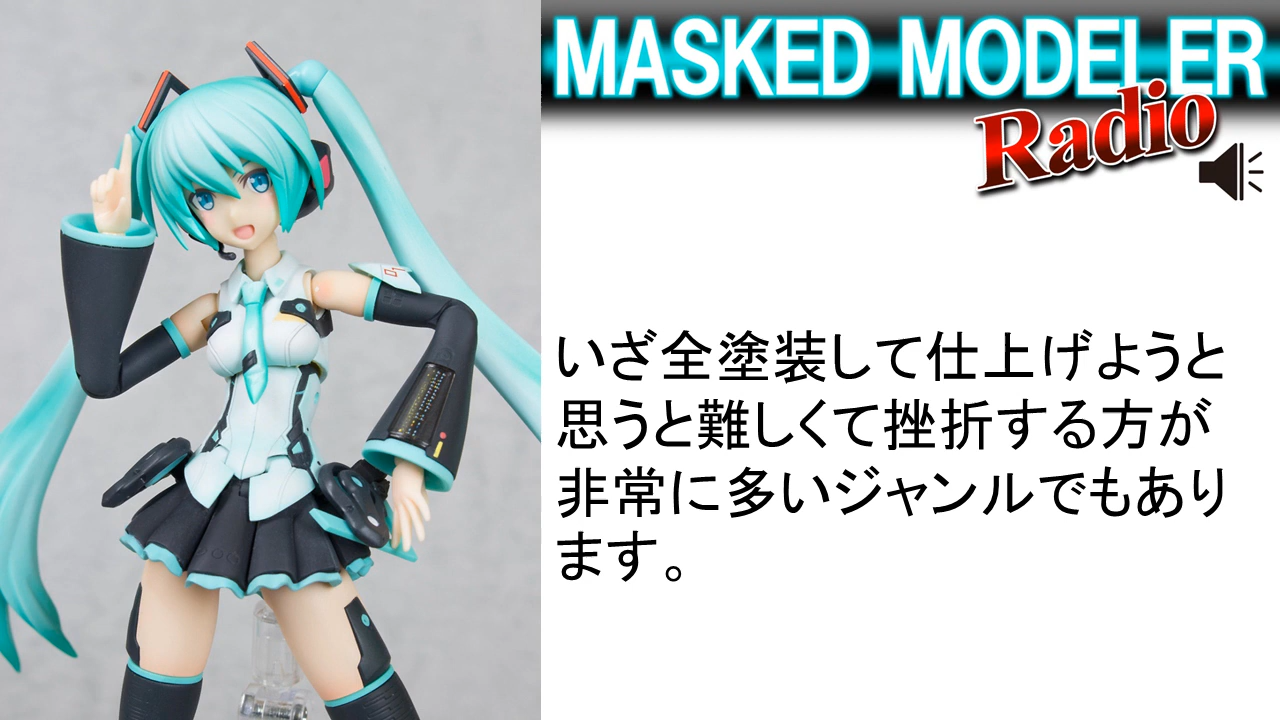 MASKED MODELER
Radio
いざ全塗装して仕上げようと
思うと難しくて挫折する方が
非常に多いジャンルでもあり
ます。
01